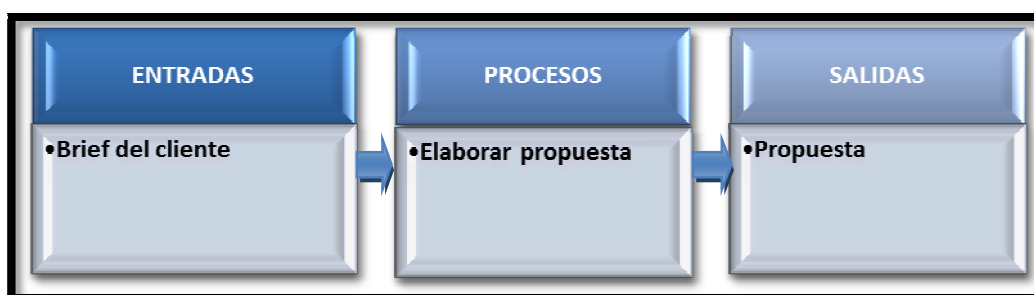 ENTRADAS
•Brief del cliente
PROCESOS
•Elaborar propuesta
SALIDAS
•Propuesta